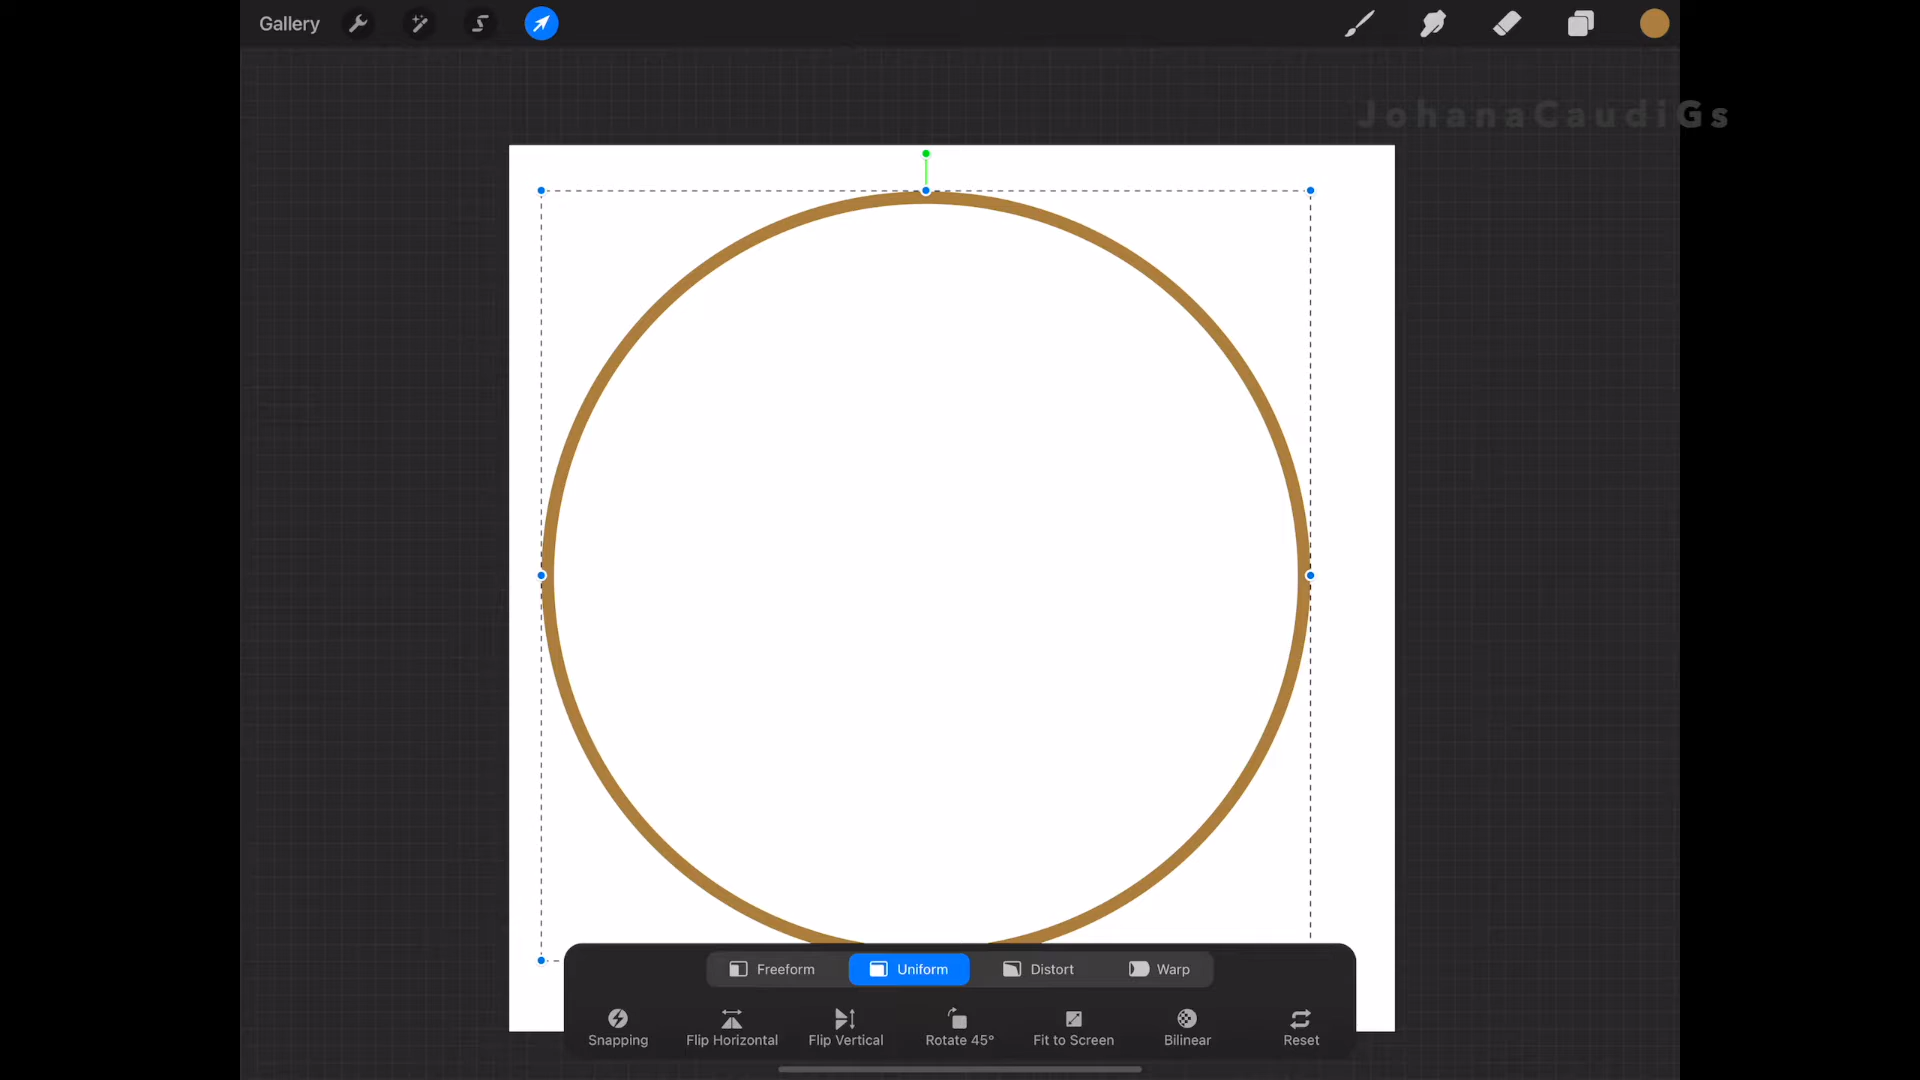 Gallery
JohanaCaudiGs
Freeform Uniform Distort Warp
Snapping Flip Horizontal Flip Vertical Rotate 45° Fit to Screen Bilinear Reset